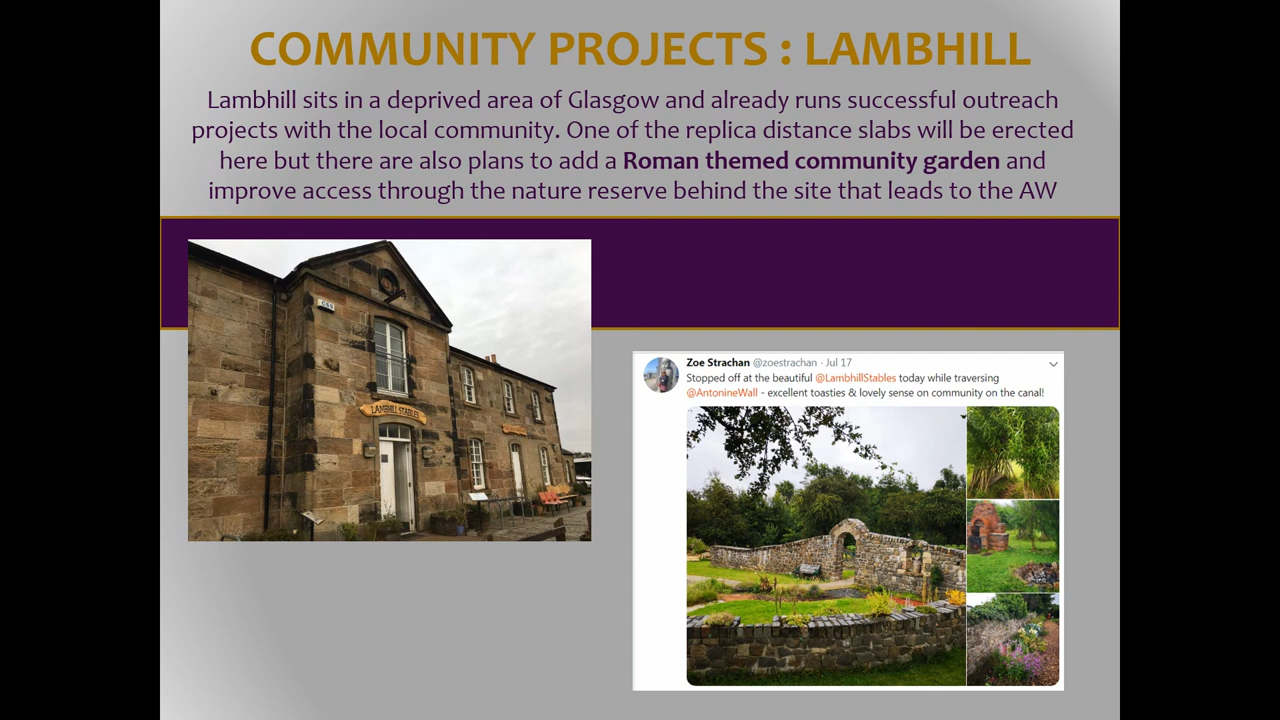 COMMUNITY PROJECTS : LAMBHILL
Lambhill sits in a deprived area of Glasgow and already runs successful outreach
projects with the local community. One of the replica distance slabs will be erected
here but there are also plans to add a Roman themed community garden and
improve access through the nature reserve behind the site that leads to the AW
LAMBHILL STABLES
Zoe Strachan @zoestrachan · Jul 17
Stopped off at the beautiful @LambhillStables today while traversing
@AntonineWall - excellent toasties & lovely sense on community on the canal!